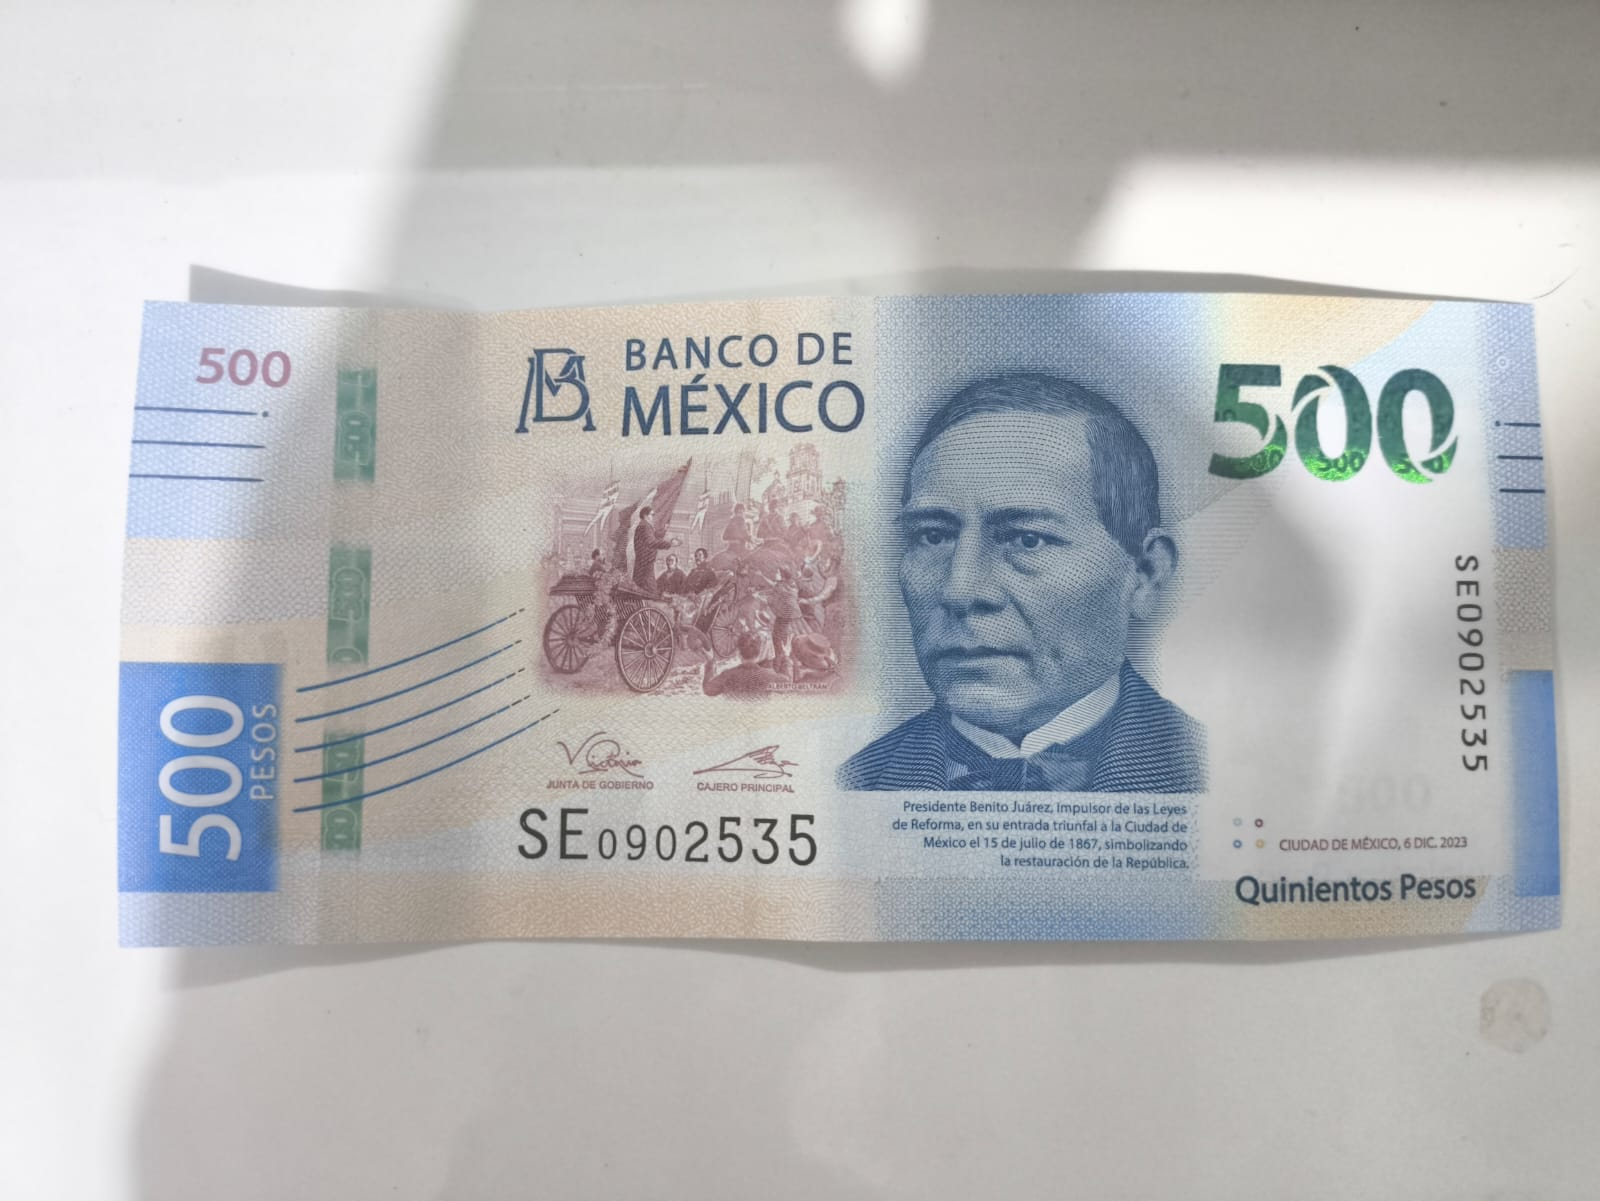 500
BM
BANCO DE
MÉXICO
500
SE0902535
ALBERTO BELTRÁN
500
PESOS
JUNTA DE GOBIERNO
CAJERO PRINCIPAL
SE0902535
Presidente Benito Juárez, impulsor de las Leyes
de Reforma, en su entrada triunfal a la Ciudad de
México el 15 de julio de 1867, simbolizando
la restauración de la República.
CIUDAD DE MÉXICO, 6 DIC. 2023
Quinientos Pesos